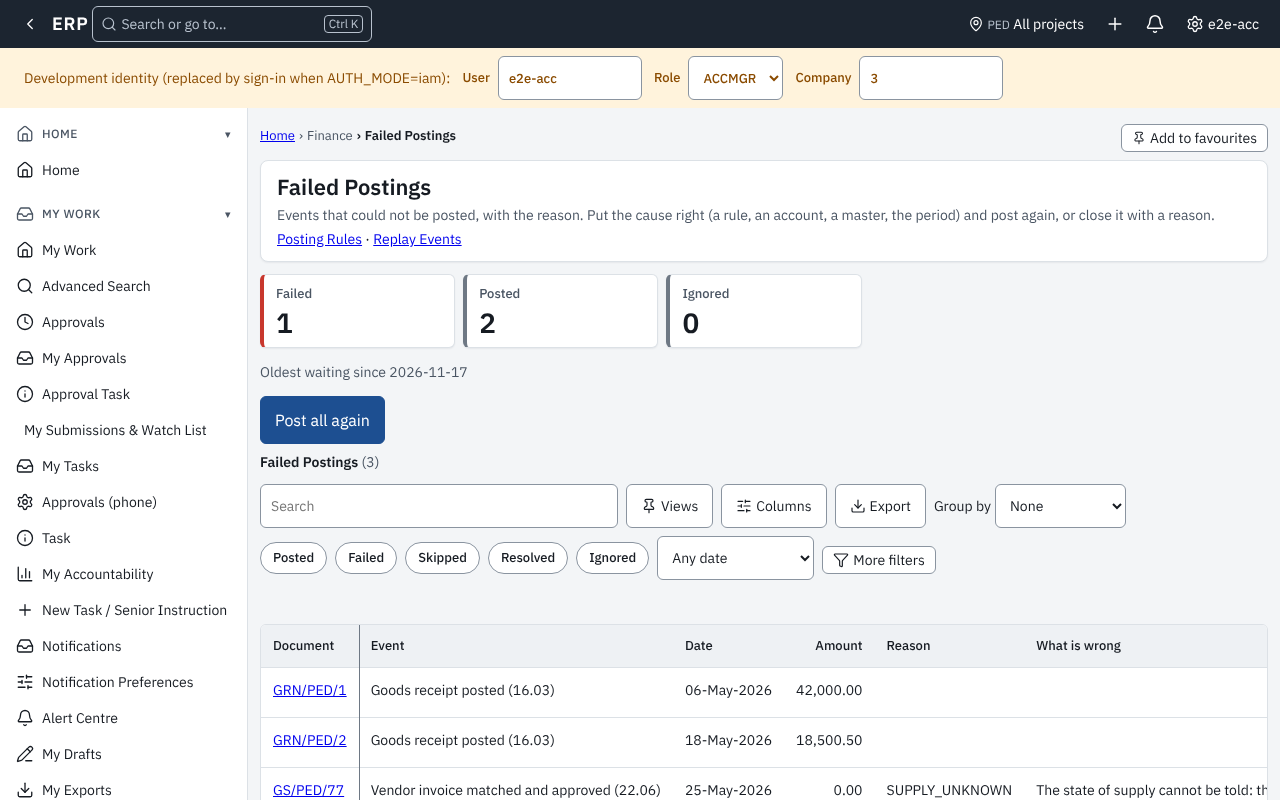 ERP Search or go to... Ctrl K PED All projects e2e-acc
Development identity (replaced by sign-in when AUTH_MODE=iam): User e2e-acc Role ACCMGR Company 3
HOME
Home
MY WORK
My Work
Advanced Search
Approvals
My Approvals
Approval Task
My Submissions & Watch List
My Tasks
Approvals (phone)
Task
My Accountability
New Task / Senior Instruction
Notifications
Notification Preferences
Alert Centre
My Drafts
My Exports
Home › Finance › Failed Postings
Add to favourites
Failed Postings
Events that could not be posted, with the reason. Put the cause right (a rule, an account, a master, the period) and post again, or close it with a reason.
Posting Rules · Replay Events
Failed Posted Ignored
1 2 0
Oldest waiting since 2026-11-17
Post all again
Failed Postings (3)
Search Views Columns Export Group by None
Posted Failed Skipped Resolved Ignored Any date More filters
Document Event Date Amount Reason What is wrong
GRN/PED/1 Goods receipt posted (16.03) 06-May-2026 42,000.00
GRN/PED/2 Goods receipt posted (16.03) 18-May-2026 18,500.50
GS/PED/77 Vendor invoice matched and approved (22.06) 25-May-2026 0.00 SUPPLY_UNKNOWN The state of supply cannot be told: